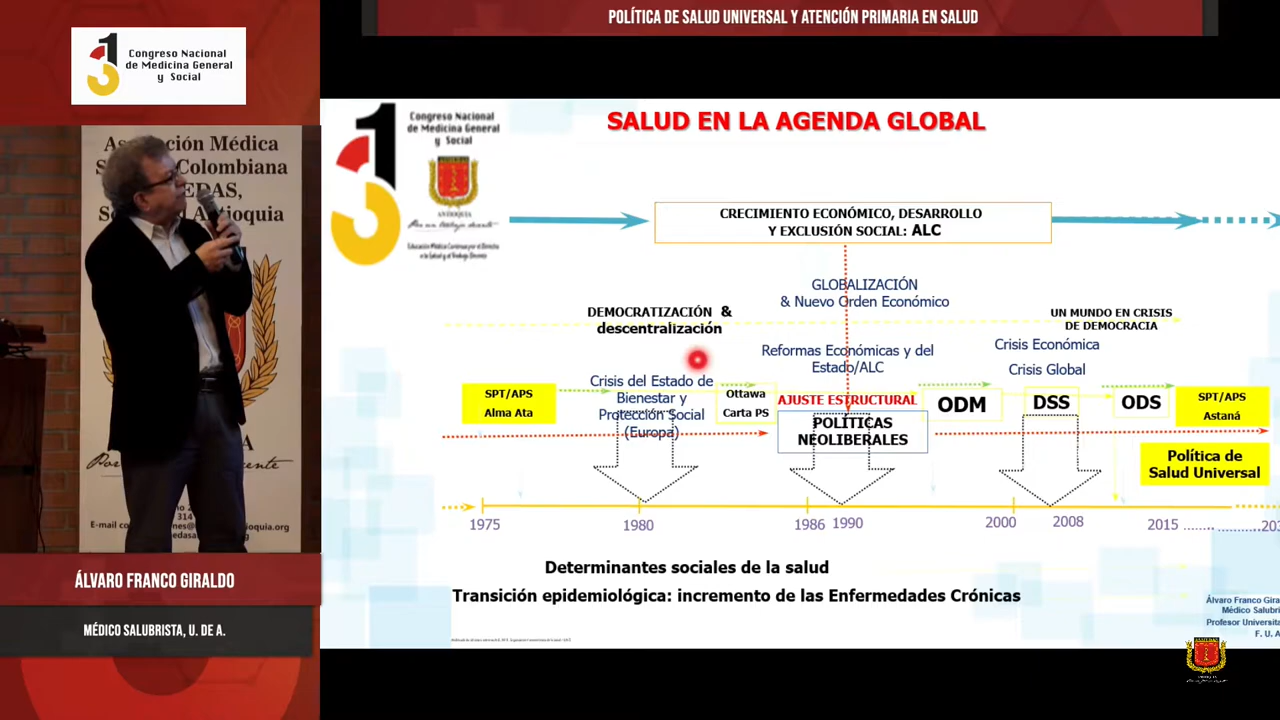 POLÍTICA DE SALUD UNIVERSAL Y ATENCIÓN PRIMARIA EN SALUD
31
Congreso Nacional
de Medicina General
y Social
Asociación Médica
Colombiana
EDAS,
Antioquia
ÁLVARO FRANCO GIRALDO
MÉDICO SALUBRISTA, U. DE A.
31
Congreso Nacional
de Medicina General
y Social
ANTIOQUIA
SALUD EN LA AGENDA GLOBAL
CRECIMIENTO ECONÓMICO, DESARROLLO
Y EXCLUSIÓN SOCIAL: ALC
GLOBALIZACIÓN
& Nuevo Orden Económico
DEMOCRATIZACIÓN &
descentralización
UN MUNDO EN CRISIS
DE DEMOCRACIA
Crisis Económica
Crisis Global
Reformas Económicas y del
Estado/ALC
SPT/APS
Alma Ata
Crisis del Estado de
Bienestar y
Protección Social
(Europa)
Ottawa
Carta PS
AJUSTE ESTRUCTURAL
POLÍTICAS
NEOLIBERALES
ODM
DSS
ODS
SPT/APS
Astaná
Política de
Salud Universal
1975
1980
1986
1990
2000
2008
2015
Determinantes sociales de la salud
Transición epidemiológica: incremento de las Enfermedades Crónicas
Álvaro Franco Gira
Médico Salubri
Profesor Universita
F. U. A